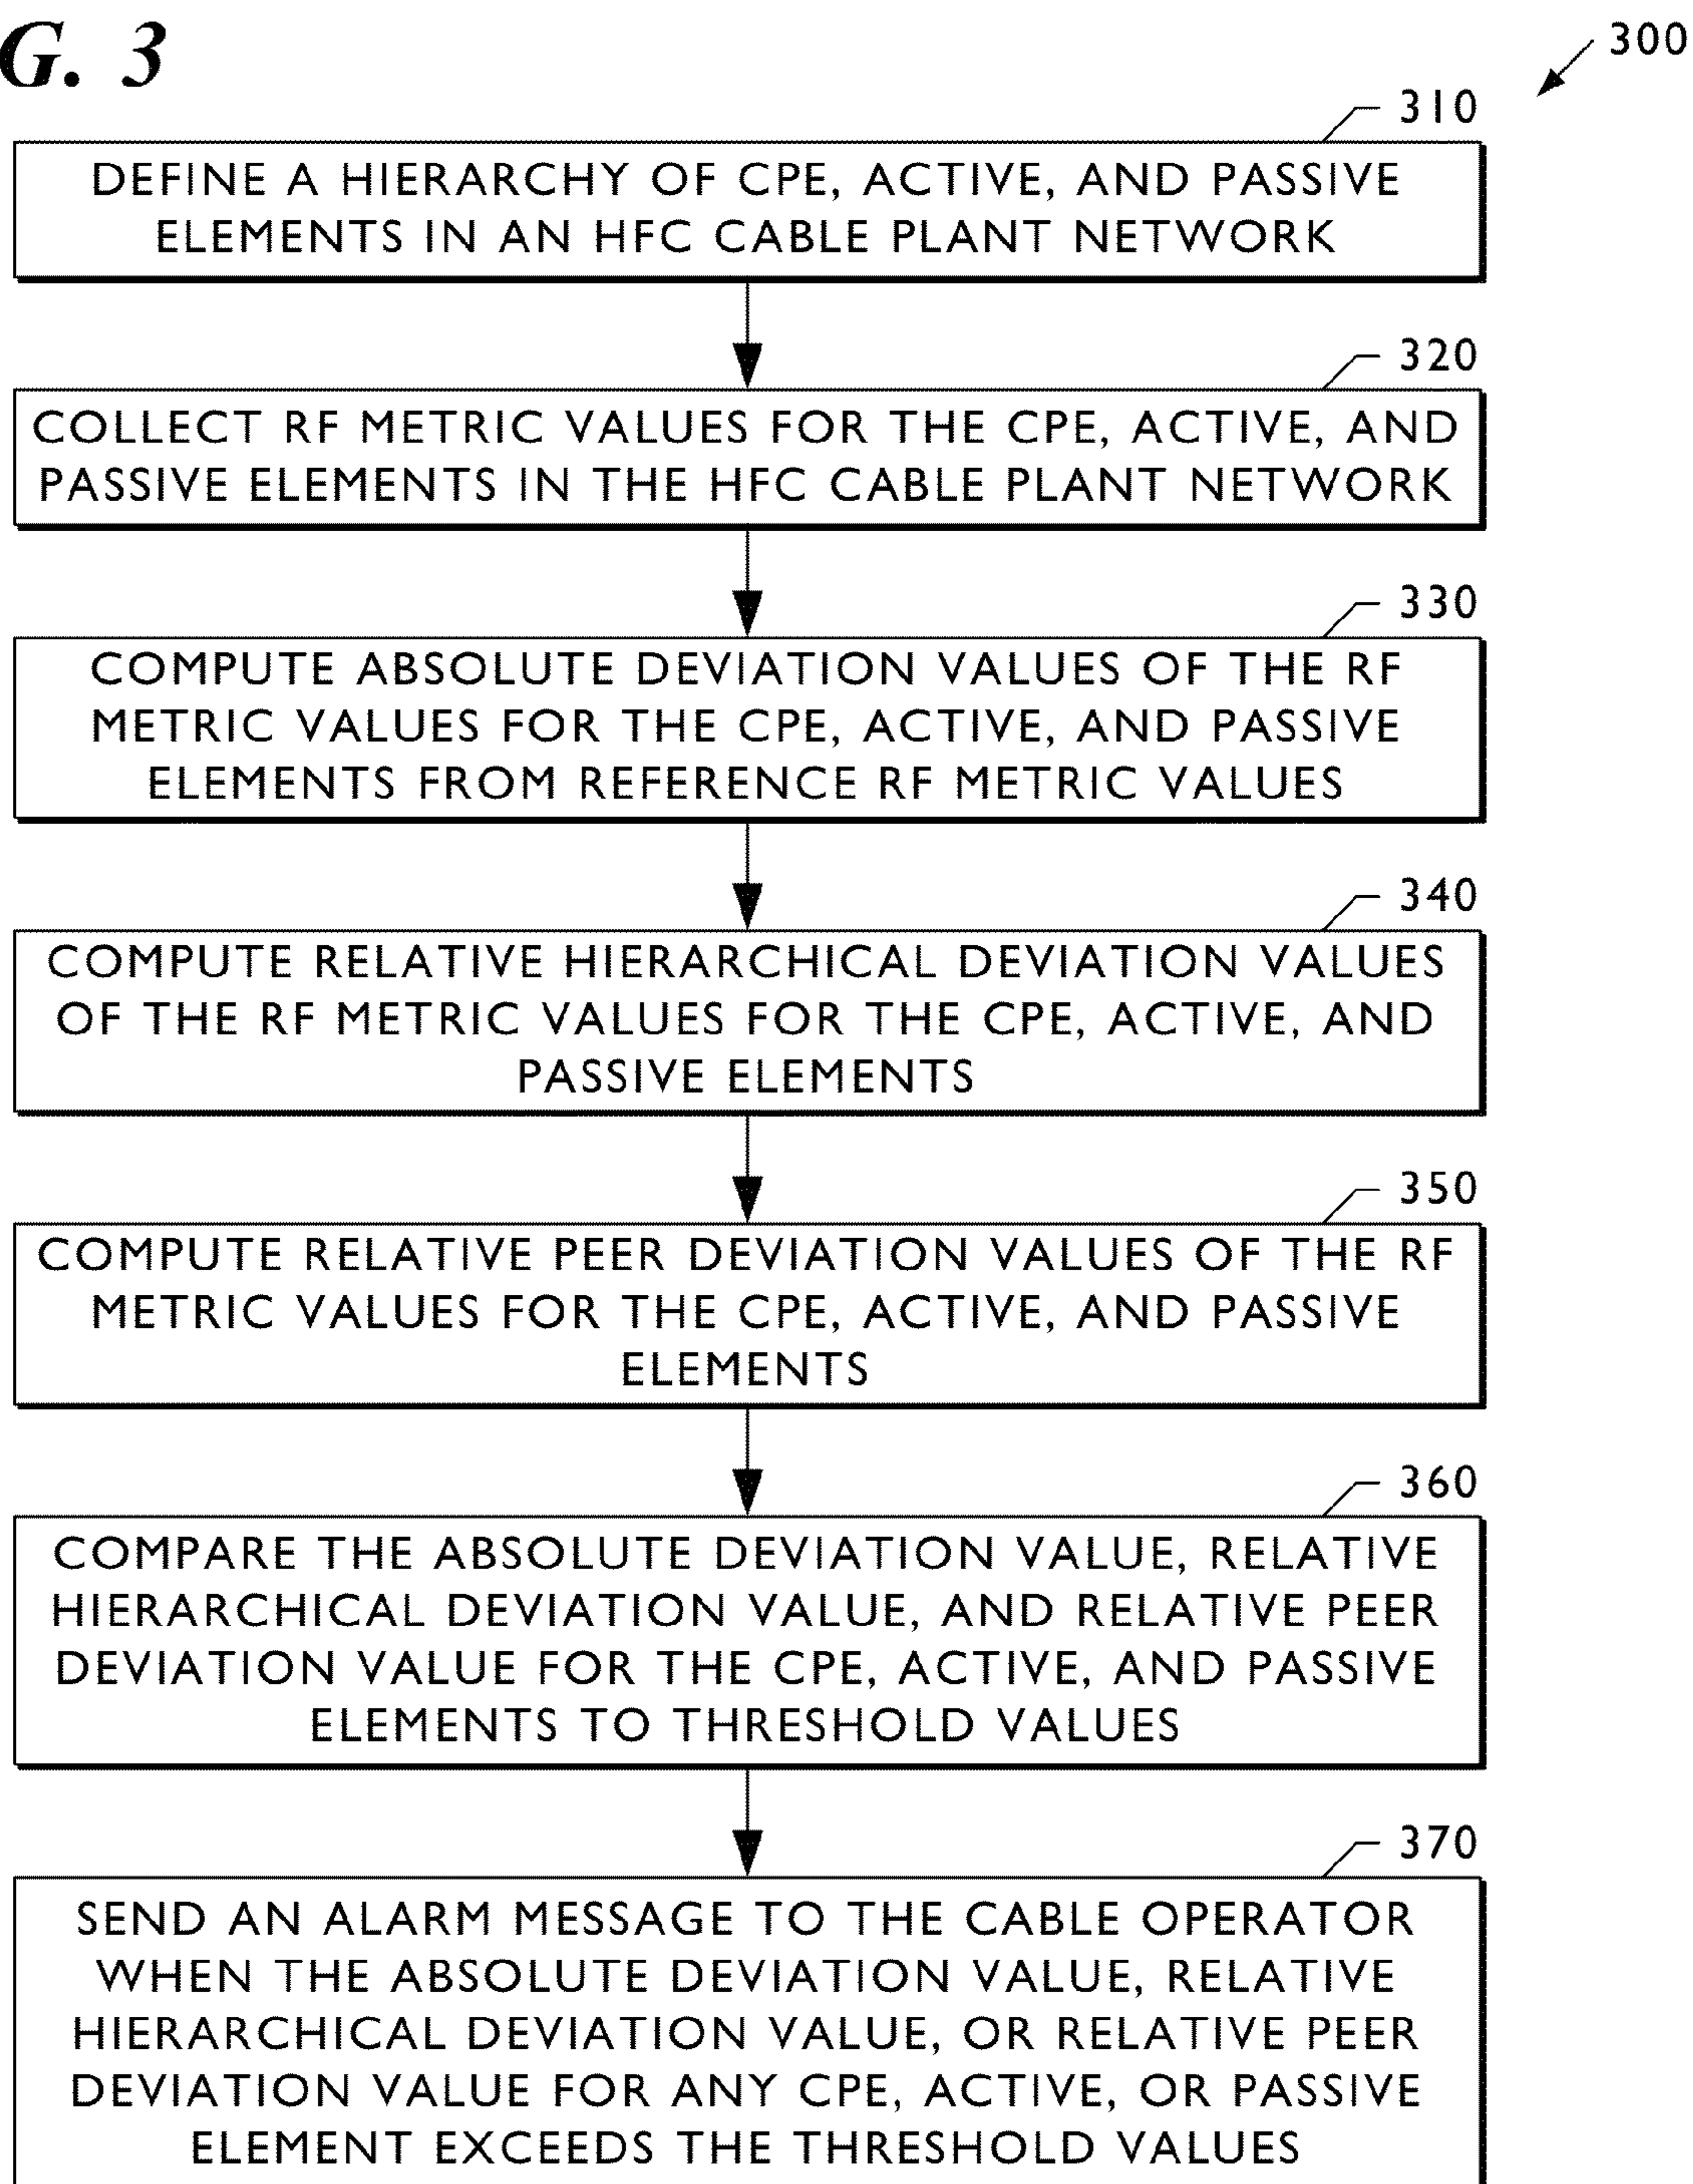 G. 3
300
310
DEFINE A HIERARCHY OF CPE, ACTIVE, AND PASSIVE
ELEMENTS IN AN HFC CABLE PLANT NETWORK
320
COLLECT RF METRIC VALUES FOR THE CPE, ACTIVE, AND
PASSIVE ELEMENTS IN THE HFC CABLE PLANT NETWORK
330
COMPUTE ABSOLUTE DEVIATION VALUES OF THE RF
METRIC VALUES FOR THE CPE, ACTIVE, AND PASSIVE
ELEMENTS FROM REFERENCE RF METRIC VALUES
340
COMPUTE RELATIVE HIERARCHICAL DEVIATION VALUES
OF THE RF METRIC VALUES FOR THE CPE, ACTIVE, AND
PASSIVE ELEMENTS
350
COMPUTE RELATIVE PEER DEVIATION VALUES OF THE RF
METRIC VALUES FOR THE CPE, ACTIVE, AND PASSIVE
ELEMENTS
360
COMPARE THE ABSOLUTE DEVIATION VALUE, RELATIVE
HIERARCHICAL DEVIATION VALUE, AND RELATIVE PEER
DEVIATION VALUE FOR THE CPE, ACTIVE, AND PASSIVE
ELEMENTS TO THRESHOLD VALUES
370
SEND AN ALARM MESSAGE TO THE CABLE OPERATOR
WHEN THE ABSOLUTE DEVIATION VALUE, RELATIVE
HIERARCHICAL DEVIATION VALUE, OR RELATIVE PEER
DEVIATION VALUE FOR ANY CPE, ACTIVE, OR PASSIVE
ELEMENT EXCEEDS THE THRESHOLD VALUES